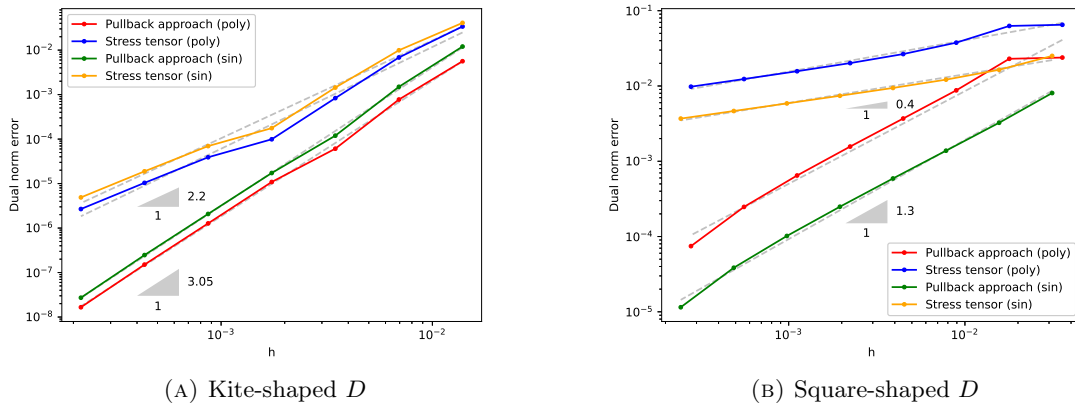 Pullback approach (poly)
Stress tensor (poly)
Pullback approach (sin)
Stress tensor (sin)
Dual norm error
10⁻²
10⁻³
10⁻⁴
10⁻⁵
10⁻⁶
10⁻⁷
10⁻⁸
2.2
1
3.05
1
10⁻³
10⁻²
h
(A) Kite-shaped D
Dual norm error
10⁻¹
10⁻²
10⁻³
10⁻⁴
10⁻⁵
0.4
1
1.3
1
Pullback approach (poly)
Stress tensor (poly)
Pullback approach (sin)
Stress tensor (sin)
10⁻³
10⁻²
h
(B) Square-shaped D